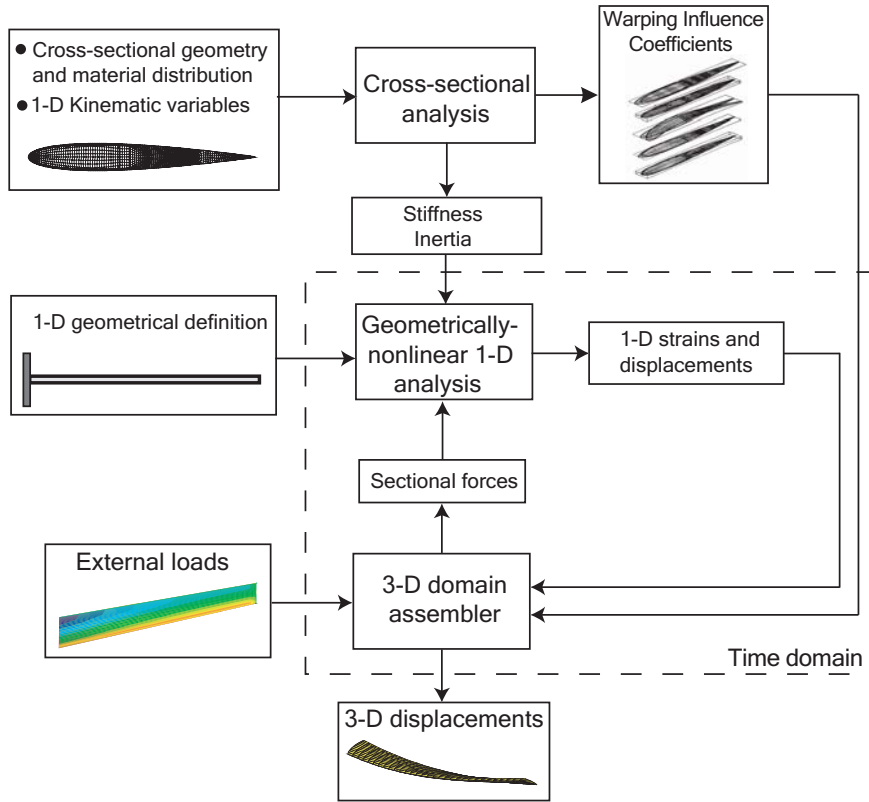 ● Cross-sectional geometry
and material distribution
● 1-D Kinematic variables
Cross-sectional
analysis
Warping Influence
Coefficients
Stiffness
Inertia
1-D geometrical definition
Geometrically-
nonlinear 1-D
analysis
1-D strains and
displacements
Sectional forces
External loads
3-D domain
assembler
Time domain
3-D displacements